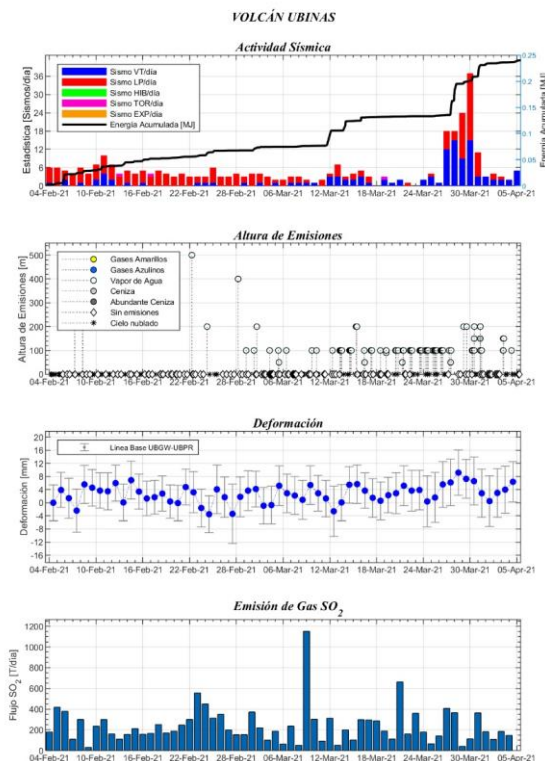 VOLCÁN UBINAS
Actividad Sísmica
Estadística [Sismos/día]
36
30
24
18
12
6
0
Sismo VT/día
Sismo LP/día
Sismo HIB/día
Sismo TOR/día
Sismo EXP/día
Energía Acumulada [MJ]
0.25
0.2
0.15
0.1
0.05
0
Energía Acumulada [MJ]
04-Feb-21 10-Feb-21 16-Feb-21 22-Feb-21 28-Feb-21 06-Mar-21 12-Mar-21 18-Mar-21 24-Mar-21 30-Mar-21 05-Apr-21
Altura de Emisiones
Altura de Emisiones [m]
500
400
300
200
100
0
Gases Amarillos
Gases Azulinos
Vapor de Agua
Ceniza
Abundante Ceniza
Sin emisiones
Cielo nublado
04-Feb-21 10-Feb-21 16-Feb-21 22-Feb-21 28-Feb-21 06-Mar-21 12-Mar-21 18-Mar-21 24-Mar-21 30-Mar-21 05-Apr-21
Deformación
Deformación [mm]
20
16
12
8
4
0
-4
-8
-12
-16
Línea Base UBGW-UBPR
04-Feb-21 10-Feb-21 16-Feb-21 22-Feb-21 28-Feb-21 06-Mar-21 12-Mar-21 18-Mar-21 24-Mar-21 30-Mar-21 05-Apr-21
Emisión de Gas SO2
Flujo SO2 [T/día]
1200
1000
800
600
400
200
0
04-Feb-21 10-Feb-21 16-Feb-21 22-Feb-21 28-Feb-21 06-Mar-21 12-Mar-21 18-Mar-21 24-Mar-21 30-Mar-21 05-Apr-21